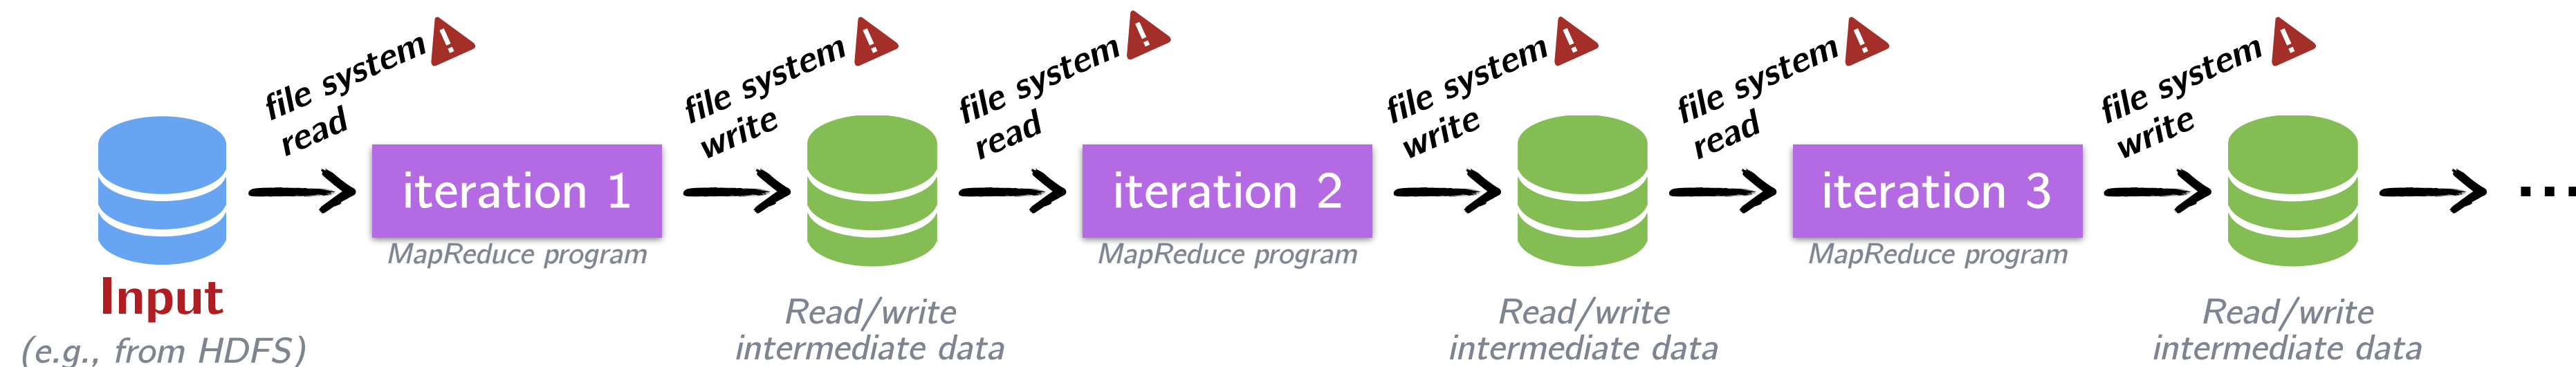 file system
read
file system
write
file system
read
file system
write
file system
read
file system
write
iteration 1
iteration 2
iteration 3
...
MapReduce program
MapReduce program
MapReduce program
Input
(e.g., from HDFS)
Read/write
intermediate data
Read/write
intermediate data
Read/write
intermediate data